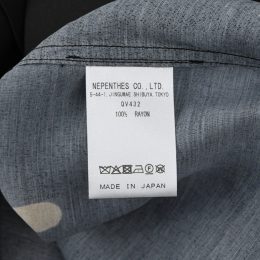 NEPENTHES CO., LTD.
5-44-1, JINGUMAE SHIBUYA, TOKYO
QV432
100% RAYON
MADE IN JAPAN